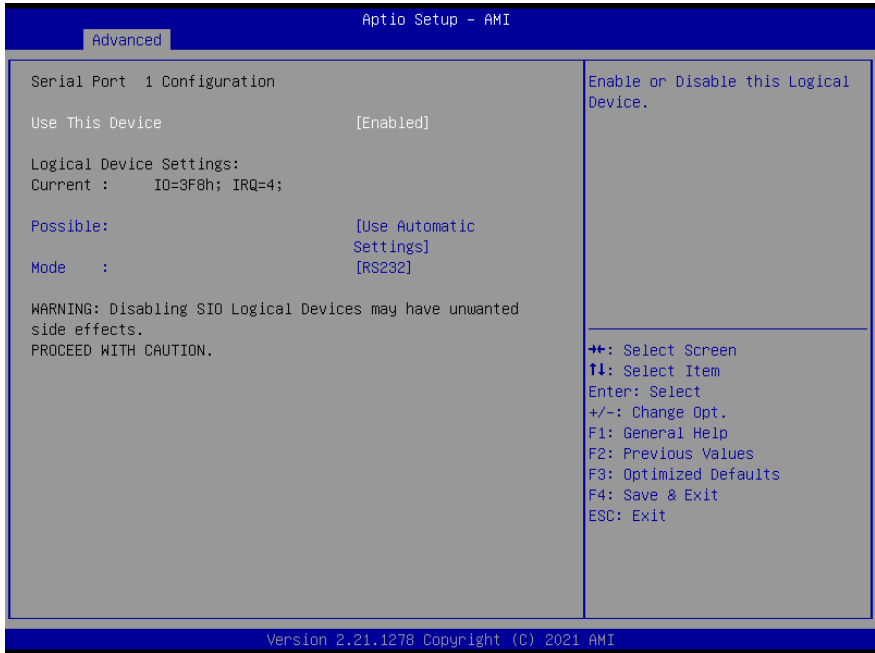 Aptio Setup – AMI
Advanced
Serial Port 1 Configuration
Use This Device [Enabled]
Logical Device Settings:
Current : IO=3F8h; IRQ=4;
Possible: [Use Automatic
Settings]
Mode : [RS232]
WARNING: Disabling SIO Logical Devices may have unwanted
side effects.
PROCEED WITH CAUTION.
Enable or Disable this Logical
Device.
→←: Select Screen
↑↓: Select Item
Enter: Select
+/-: Change Opt.
F1: General Help
F2: Previous Values
F3: Optimized Defaults
F4: Save & Exit
ESC: Exit
Version 2.21.1278 Copyright (C) 2021 AMI